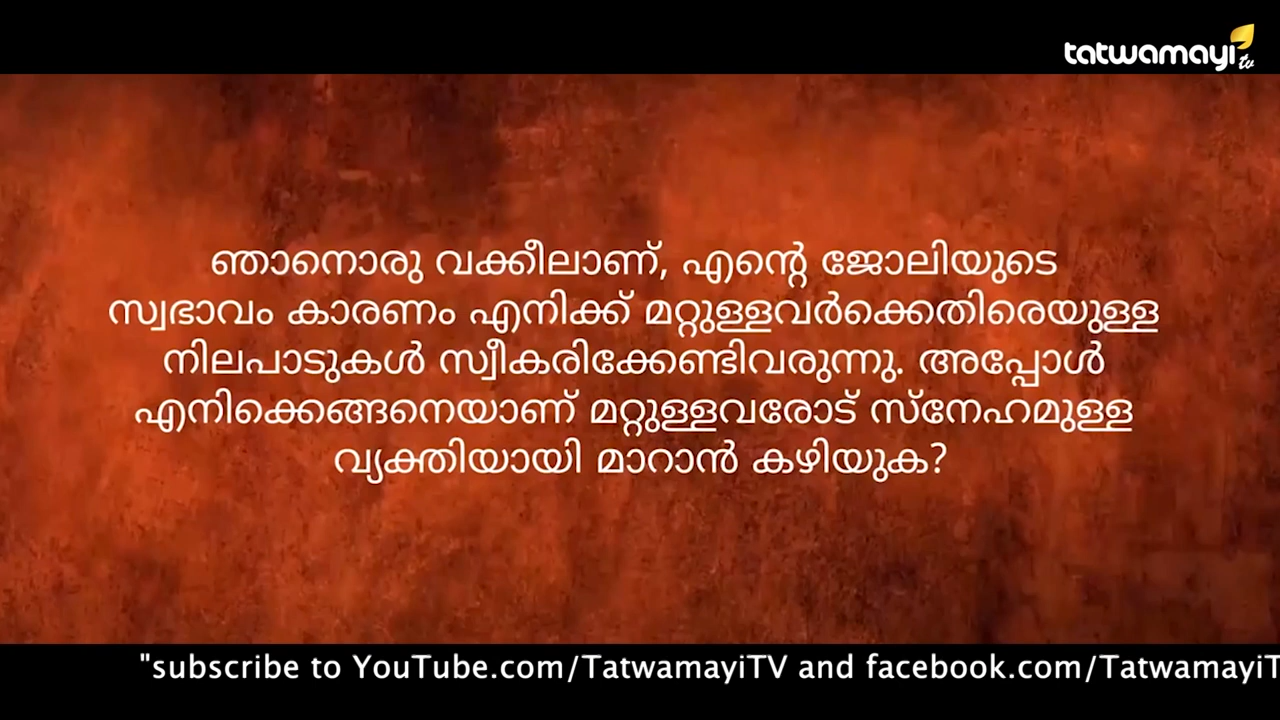 tatwamayi tv
ഞാനൊരു വക്കീലാണ്, എന്റെ ജോലിയുടെ
സ്വഭാവം കാരണം എനിക്ക് മറ്റുള്ളവർക്കെതിരെയുള്ള
നിലപാടുകൾ സ്വീകരിക്കേണ്ടിവരുന്നു. അപ്പോൾ
എനിക്കെങ്ങനെയാണ് മറ്റുള്ളവരോട് സ്നേഹമുള്ള
വ്യക്തിയായി മാറാൻ കഴിയുക?
"subscribe to YouTube.com/TatwamayiTV and facebook.com/TatwamayiT